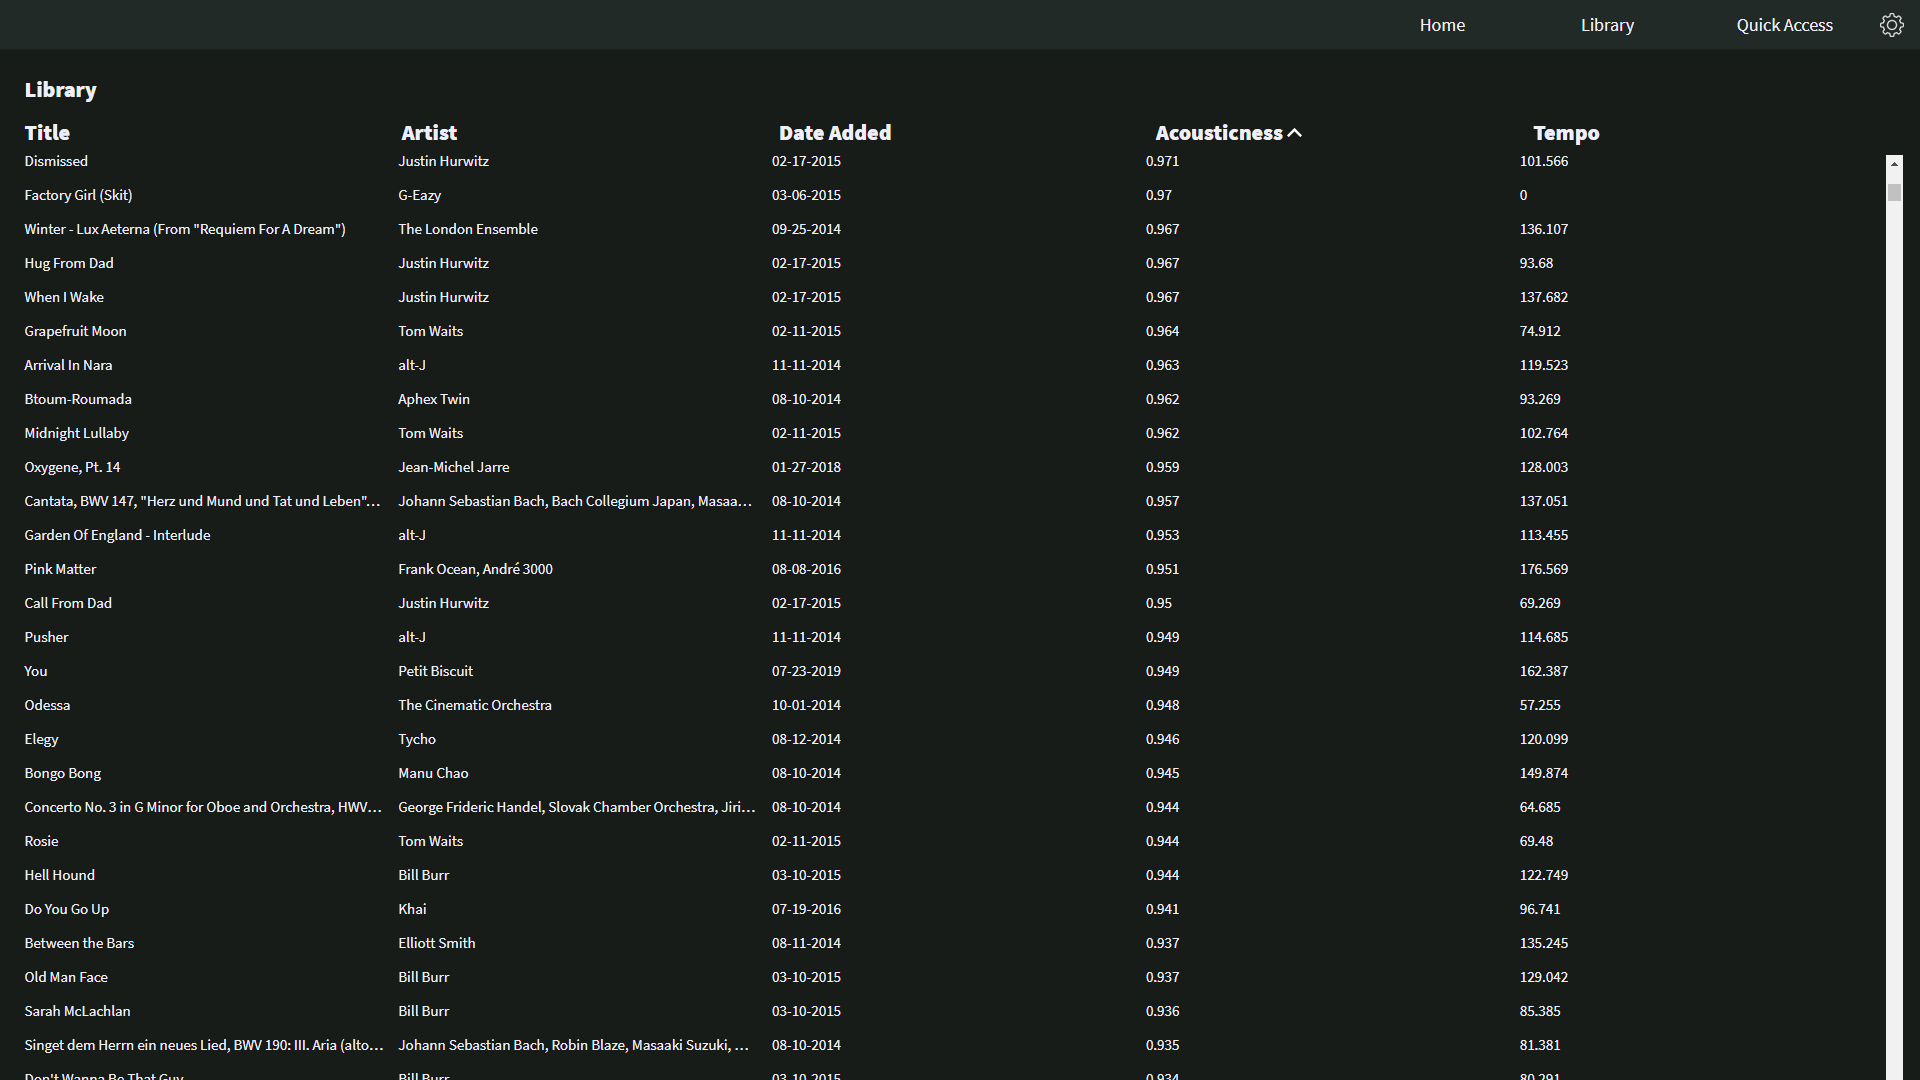 Home Library Quick Access
Library
Title Artist Date Added Acousticness Tempo
Dismissed Justin Hurwitz 02-17-2015 0.971 101.566
Factory Girl (Skit) G-Eazy 03-06-2015 0.97 0
Winter - Lux Aeterna (From "Requiem For A Dream") The London Ensemble 09-25-2014 0.967 136.107
Hug From Dad Justin Hurwitz 02-17-2015 0.967 93.68
When I Wake Justin Hurwitz 02-17-2015 0.967 137.682
Grapefruit Moon Tom Waits 02-11-2015 0.964 74.912
Arrival In Nara alt-J 11-11-2014 0.963 119.523
Btoum-Roumada Aphex Twin 08-10-2014 0.962 93.269
Midnight Lullaby Tom Waits 02-11-2015 0.962 102.764
Oxygene, Pt. 14 Jean-Michel Jarre 01-27-2018 0.959 128.003
Cantata, BWV 147, "Herz und Mund und Tat und Leben"... Johann Sebastian Bach, Bach Collegium Japan, Masaa... 08-10-2014 0.957 137.051
Garden Of England - Interlude alt-J 11-11-2014 0.953 113.455
Pink Matter Frank Ocean, André 3000 08-08-2016 0.951 176.569
Call From Dad Justin Hurwitz 02-17-2015 0.95 69.269
Pusher alt-J 11-11-2014 0.949 114.685
You Petit Biscuit 07-23-2019 0.949 162.387
Odessa The Cinematic Orchestra 10-01-2014 0.948 57.255
Elegy Tycho 08-12-2014 0.946 120.099
Bongo Bong Manu Chao 08-10-2014 0.945 149.874
Concerto No. 3 in G Minor for Oboe and Orchestra, HWV... George Frideric Handel, Slovak Chamber Orchestra, Jiri... 08-10-2014 0.944 64.685
Rosie Tom Waits 02-11-2015 0.944 69.48
Hell Hound Bill Burr 03-10-2015 0.944 122.749
Do You Go Up Khai 07-19-2016 0.941 96.741
Between the Bars Elliott Smith 08-11-2014 0.937 135.245
Old Man Face Bill Burr 03-10-2015 0.937 129.042
Sarah McLachlan Bill Burr 03-10-2015 0.936 85.385
Singet dem Herrn ein neues Lied, BWV 190: III. Aria (alto... Johann Sebastian Bach, Robin Blaze, Masaaki Suzuki, ... 08-10-2014 0.935 81.381
Don't Wanna Be That Guy Bill Burr 03-10-2015 0.934 80.291